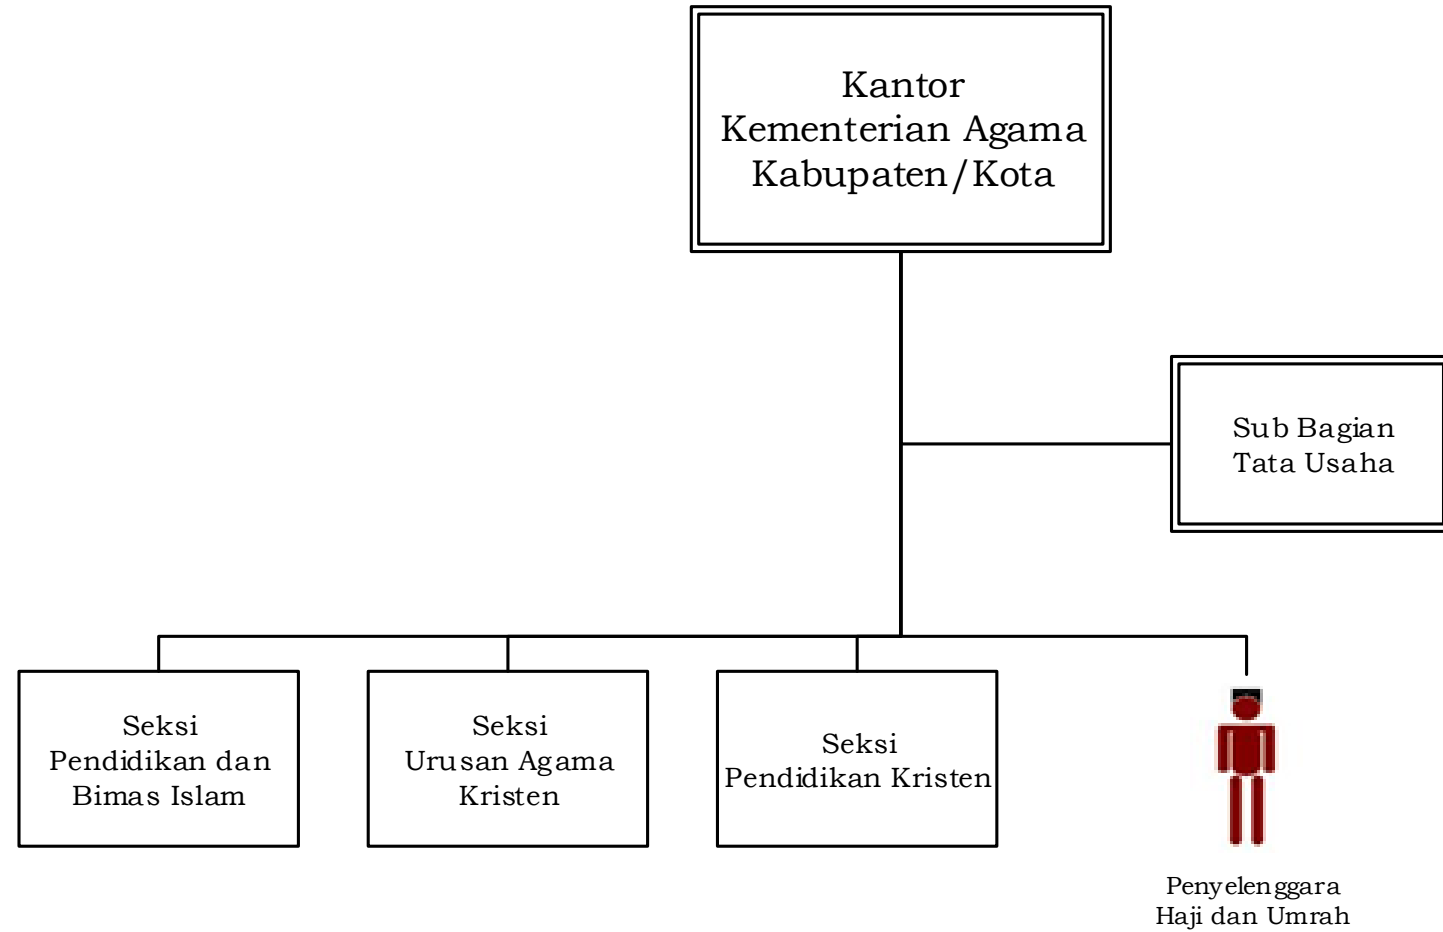 Kantor
Kementerian Agama
Kabupaten/Kota
Sub Bagian
Tata Usaha
Seksi
Pendidikan dan
Bimas Islam
Seksi
Urusan Agama
Kristen
Seksi
Pendidikan Kristen
Penyelenggara
Haji dan Umrah